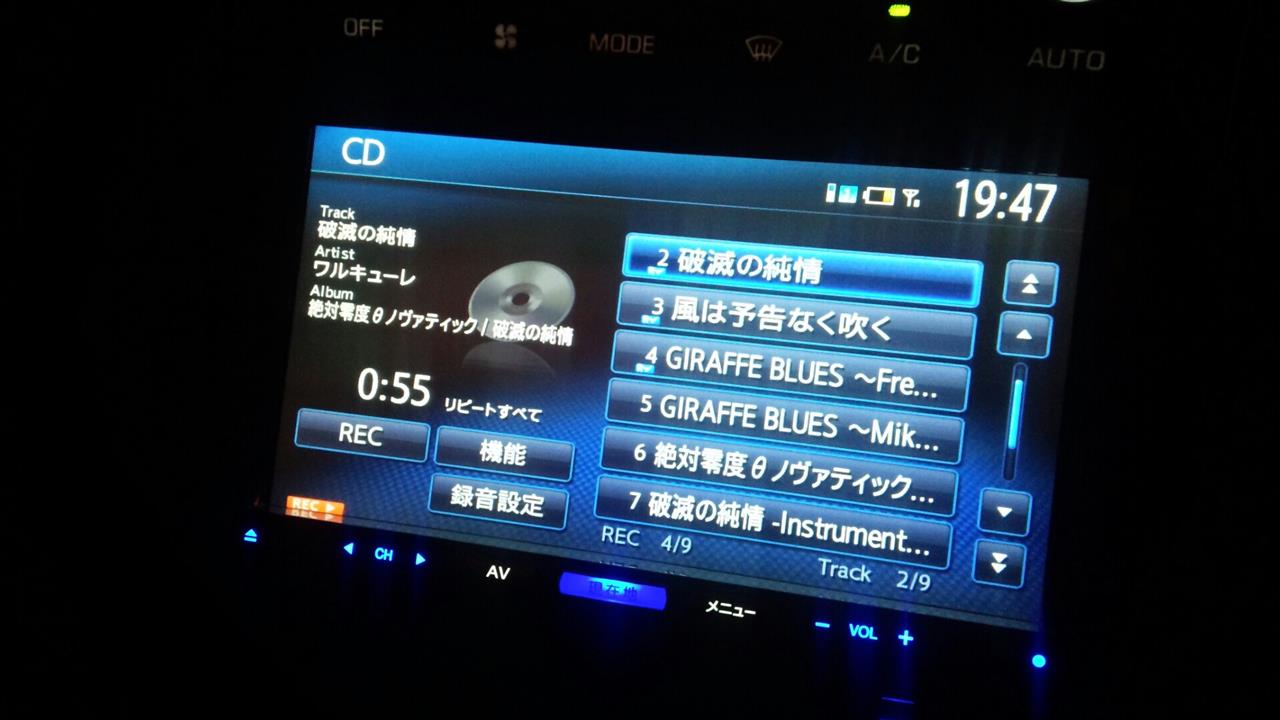 OFF
MODE
A/C
AUTO
CD
19:47
Track
破滅の純情
Artist
ワルキューレ
Album
絶対零度θノヴァティック / 破滅の純情
0:55
リピートすべて
REC
機能
録音設定
REC
2 破滅の純情
3 風は予告なく吹く
4 GIRAFFE BLUES ～Fre...
5 GIRAFFE BLUES ～Mik...
6 絶対零度θノヴァティック...
7 破滅の純情 -Instrument...
REC 4/9
Track 2/9
CH
AV
現在地
メニュー
− VOL +